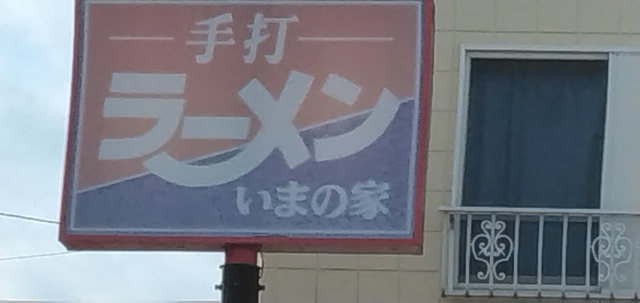 手打
ラーメン
いまの家